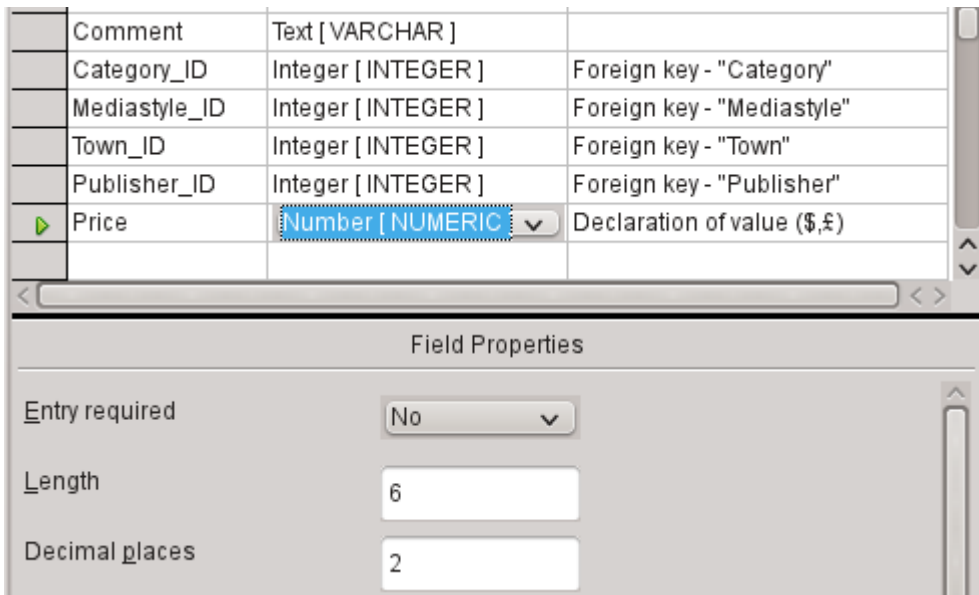 Comment Text [ VARCHAR ]
Category_ID Integer [ INTEGER ] Foreign key - "Category"
Mediastyle_ID Integer [ INTEGER ] Foreign key - "Mediastyle"
Town_ID Integer [ INTEGER ] Foreign key - "Town"
Publisher_ID Integer [ INTEGER ] Foreign key - "Publisher"
Price Number [ NUMERIC Declaration of value ($,£)
Field Properties
Entry required No
Length 6
Decimal places 2